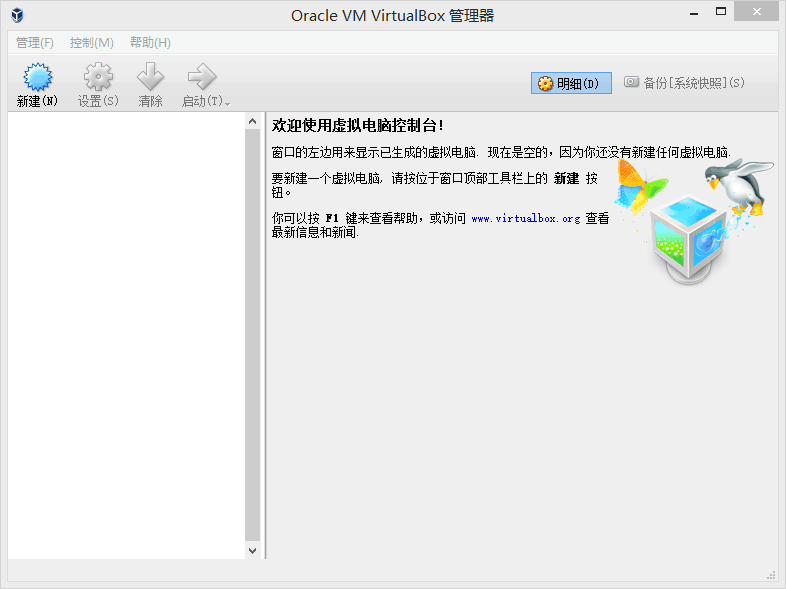 Oracle VM VirtualBox 管理器
管理(F) 控制(M) 帮助(H)
新建(N) 设置(S) 清除 启动(T) 明细(D) 备份[系统快照](S)
欢迎使用虚拟电脑控制台!
窗口的左边用来显示已生成的虚拟电脑. 现在是空的, 因为你还没有新建任何虚拟电脑.
要新建一个虚拟电脑, 请按位于窗口顶部工具栏上的 新建 按
钮。
你可以按 F1 键来查看帮助, 或访问 www.virtualbox.org 查看
最新信息和新闻.